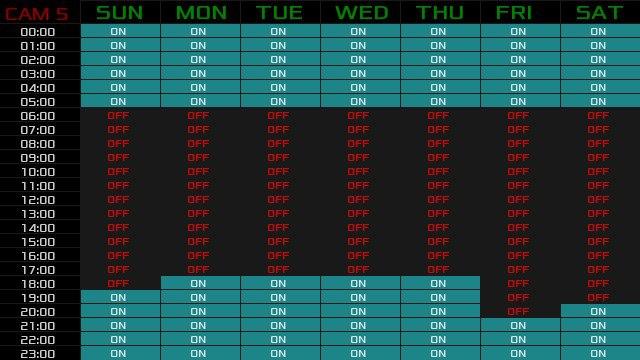 CAM 5 SUN MON TUE WED THU FRI SAT
00:00 ON ON ON ON ON ON ON
01:00 ON ON ON ON ON ON ON
02:00 ON ON ON ON ON ON ON
03:00 ON ON ON ON ON ON ON
04:00 ON ON ON ON ON ON ON
05:00 ON ON ON ON ON ON ON
06:00 OFF OFF OFF OFF OFF OFF OFF
07:00 OFF OFF OFF OFF OFF OFF OFF
08:00 OFF OFF OFF OFF OFF OFF OFF
09:00 OFF OFF OFF OFF OFF OFF OFF
10:00 OFF OFF OFF OFF OFF OFF OFF
11:00 OFF OFF OFF OFF OFF OFF OFF
12:00 OFF OFF OFF OFF OFF OFF OFF
13:00 OFF OFF OFF OFF OFF OFF OFF
14:00 OFF OFF OFF OFF OFF OFF OFF
15:00 OFF OFF OFF OFF OFF OFF OFF
16:00 OFF OFF OFF OFF OFF OFF OFF
17:00 OFF OFF OFF OFF OFF OFF OFF
18:00 OFF ON ON ON ON OFF OFF
19:00 ON ON ON ON ON OFF OFF
20:00 ON ON ON ON ON OFF ON
21:00 ON ON ON ON ON ON ON
22:00 ON ON ON ON ON ON ON
23:00 ON ON ON ON ON ON ON